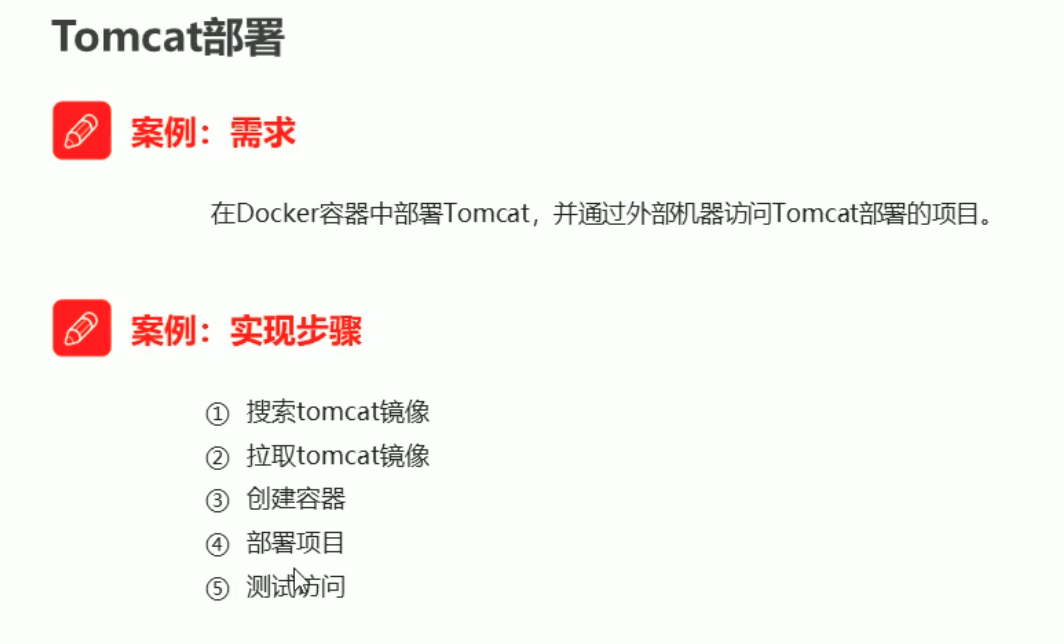 Tomcat部署
案例：需求
在Docker容器中部署Tomcat，并通过外部机器访问Tomcat部署的项目。
案例：实现步骤
① 搜索tomcat镜像
② 拉取tomcat镜像
③ 创建容器
④ 部署项目
⑤ 测试访问